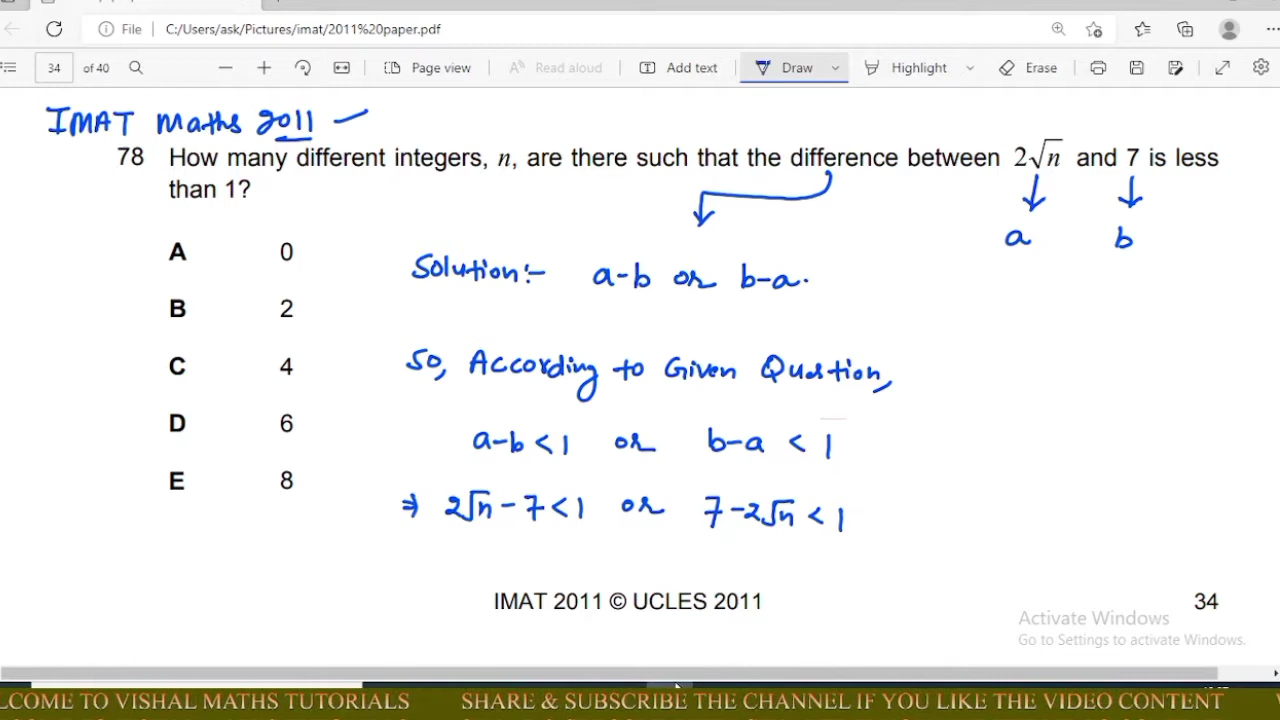 File C:/Users/ask/Pictures/imat/2011%20paper.pdf
34 of 40 Page view Read aloud Add text Draw Highlight Erase
IMAT Maths 2011
78 How many different integers, n, are there such that the difference between 2√n and 7 is less
than 1?
a b
A 0
Solution:- a-b or b-a.
B 2
C 4
So, According to Given Question,
D 6
a-b < 1 or b-a < 1
E 8
⇒ 2√n - 7 < 1 or 7 - 2√n < 1
IMAT 2011 © UCLES 2011 34
Activate Windows
Go to Settings to activate Windows.
LCOME TO VISHAL MATHS TUTORIALS SHARE & SUBSCRIBE THE CHANNEL IF YOU LIKE THE VIDEO CONTENT